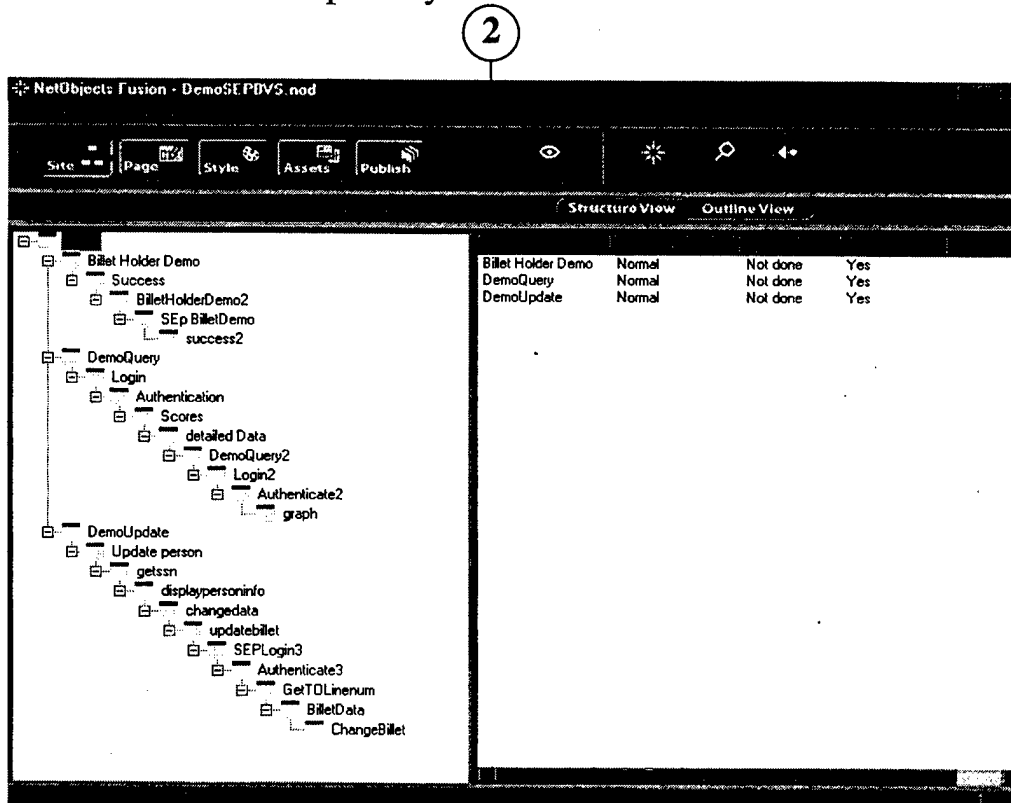 2
NetObjects Fusion - DemoSEPBVS.nod
Site Page Style Assets Publish
Structure View Outline View
Billet Holder Demo
Success
BilletHolderDemo2
SEp BilletDemo
success2
DemoQuery
Login
Authentication
Scores
detailed Data
DemoQuery2
Login2
Authenticate2
graph
DemoUpdate
Update person
getssn
displaypersoninfo
changedata
updatebillet
SEPLogin3
Authenticate3
GetTOLinenum
BilletData
ChangeBillet
Billet Holder Demo Normal Not done Yes
DemoQuery Normal Not done Yes
DemoUpdate Normal Not done Yes